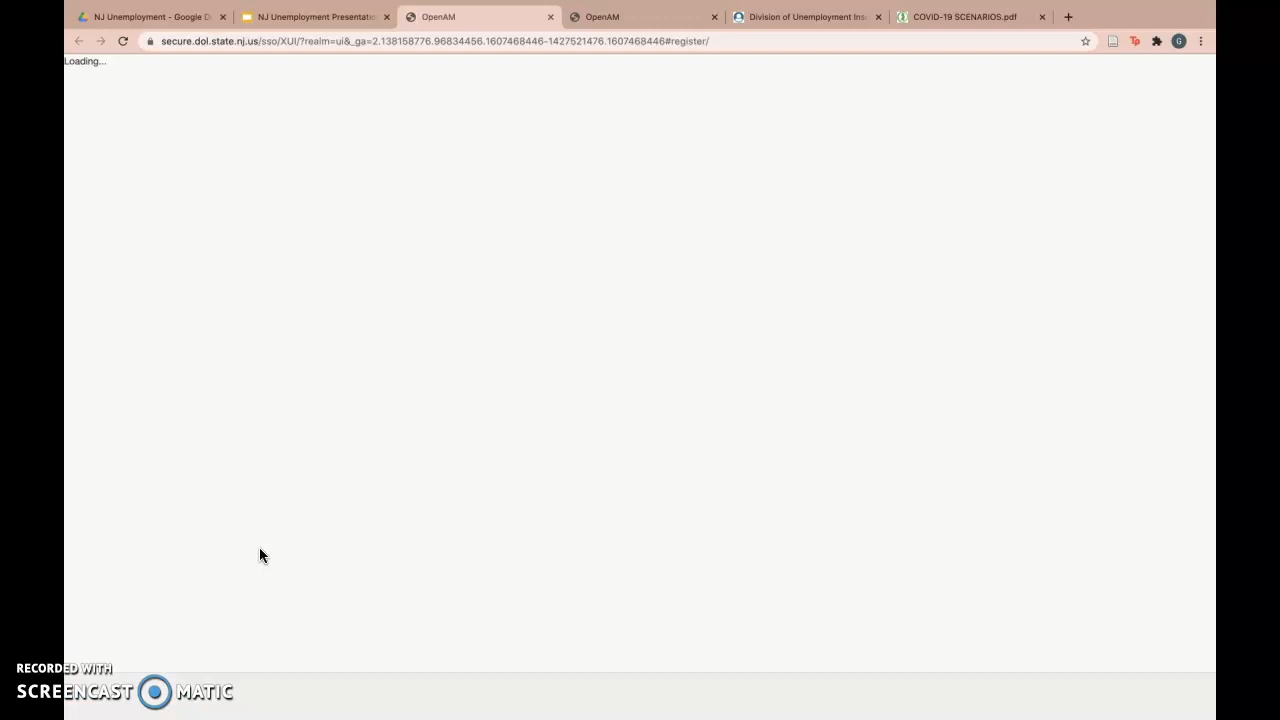 NJ Unemployment - Google D
NJ Unemployment Presentatio
OpenAM
OpenAM
Division of Unemployment Ins
COVID-19 SCENARIOS.pdf
secure.dol.state.nj.us/sso/XUI/?realm=ui&_ga=2.138158776.96834456.1607468446-1427521476.1607468446#register/
Tp
G
Loading...
RECORDED WITH
SCREENCAST MATIC